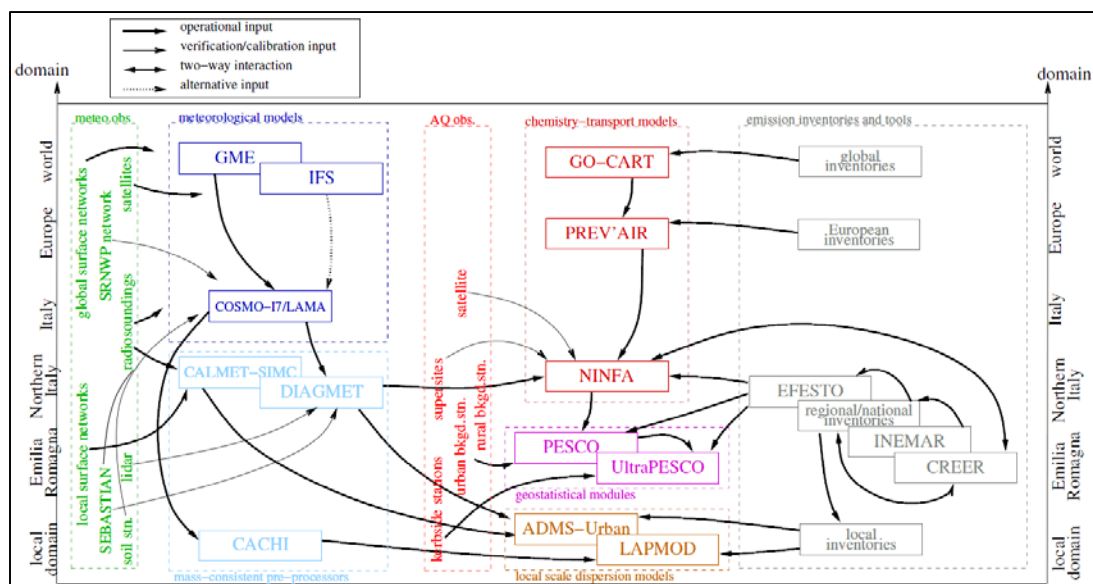 operational input
verification/calibration input
two-way interaction
alternative input
domain
domain
meteo.obs
meteorological models
AQ obs.
chemistry-transport models
emission inventories and tools
world
Europe
Italy
Northern
Italy
Emilia
Romagna
local
domain
global surface networks
SRNWP network
satellites
radiosoundings
local surface networks
SEBASTIAN
soil stn.
lidar
GME
IFS
COSMO-I7/LAMA
CALMET-SIMC
DIAGMET
CACHI
mass-consistent pre-processors
satellite
supersites
kerbside stations
urban bkgd.stn.
rural bkgd.stn.
GO-CART
PREV'AIR
NINFA
PESCO
UltraPESCO
geostatistical modules
ADMS-Urban
LAPMOD
local scale dispersion models
global
inventories
European
inventories
EFESTO
regional/national
inventories
INEMAR
CREER
local
inventories
world
Europe
Italy
Northern
Italy
Emilia
Romagna
local
domain